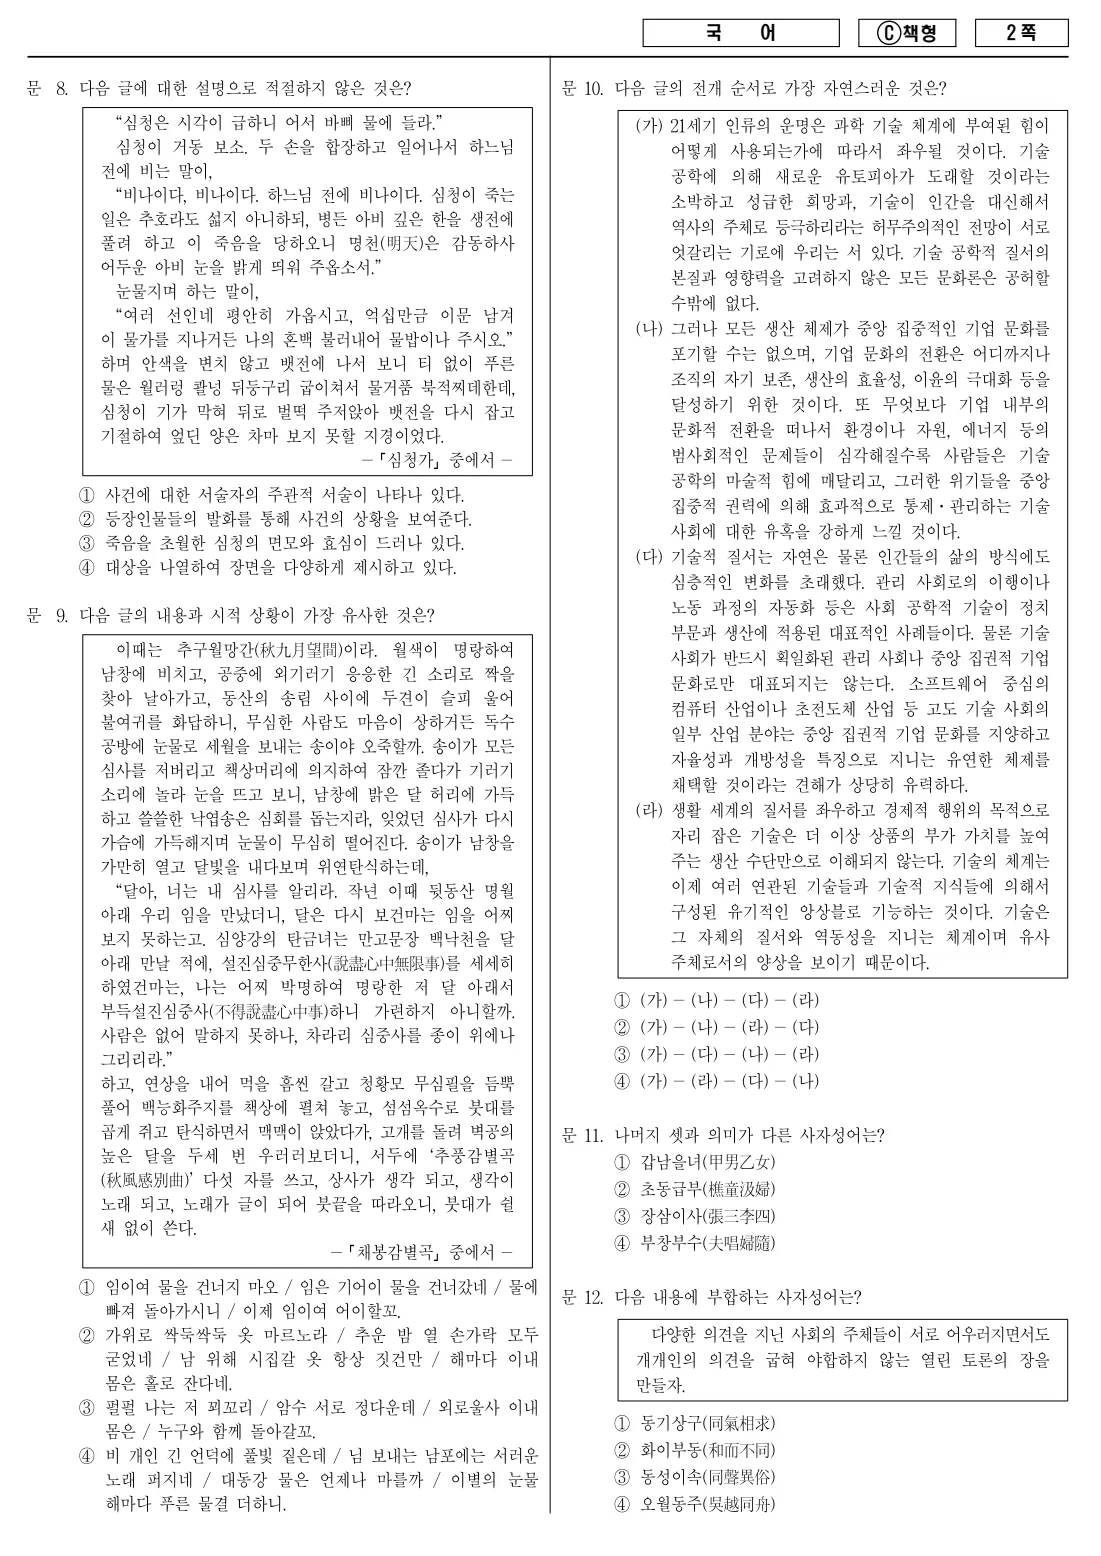 국 어
Ⓒ책형
2쪽
문 8. 다음 글에 대한 설명으로 적절하지 않은 것은?
“심청은 시각이 급하니 어서 바삐 물에 들라.”
심청이 거동 보소. 두 손을 합장하고 일어나서 하느님
전에 비는 말이,
“비나이다, 비나이다. 하느님 전에 비나이다. 심청이 죽는
일은 추호라도 섧지 아니하되, 병든 아비 깊은 한을 생전에
풀려 하고 이 죽음을 당하오니 명천(明天)은 감동하사
어두운 아비 눈을 밝게 띄워 주옵소서.”
눈물지며 하는 말이,
“여러 선인네 평안히 가옵시고, 억십만금 이문 남겨
이 물가를 지나거든 나의 혼백 불러내어 물밥이나 주시오.”
하며 안색을 변치 않고 뱃전에 나서 보니 티 없이 푸른
물은 월러렁 콸넝 뒤둥구리 굽이쳐서 물거품 북적찌데한데,
심청이 기가 막혀 뒤로 벌떡 주저앉아 뱃전을 다시 잡고
기절하여 엎딘 양은 차마 보지 못할 지경이었다.
－「심청가」 중에서－
① 사건에 대한 서술자의 주관적 서술이 나타나 있다.
② 등장인물들의 발화를 통해 사건의 상황을 보여준다.
③ 죽음을 초월한 심청의 면모와 효심이 드러나 있다.
④ 대상을 나열하여 장면을 다양하게 제시하고 있다.
문 9. 다음 글의 내용과 시적 상황이 가장 유사한 것은?
이때는 추구월망간(秋九月望間)이라. 월색이 명랑하여
남창에 비치고, 공중에 외기러기 응응한 긴 소리로 짝을
찾아 날아가고, 동산의 송림 사이에 두견이 슬피 울어
불여귀를 화답하니, 무심한 사람도 마음이 상하거든 독수
공방에 눈물로 세월을 보내는 송이야 오죽할까. 송이가 모든
심사를 저버리고 책상머리에 의지하여 잠깐 졸다가 기러기
소리에 놀라 눈을 뜨고 보니, 남창에 밝은 달 허리에 가득
하고 쓸쓸한 낙엽송은 심회를 돕는지라, 잊었던 심사가 다시
가슴에 가득해지며 눈물이 무심히 떨어진다. 송이가 남창을
가만히 열고 달빛을 내다보며 위연탄식하는데,
“달아, 너는 내 심사를 알리라. 작년 이때 뒷동산 명월
아래 우리 임을 만났더니, 달은 다시 보건마는 임을 어찌
보지 못하는고. 심양강의 탄금녀는 만고문장 백낙천을 달
아래 만날 적에, 설진심중무한사(說盡心中無限事)를 세세히
하였건마는, 나는 어찌 박명하여 명랑한 저 달 아래서
부득설진심중사(不得說盡心中事)하니 가련하지 아니할까.
사람은 없어 말하지 못하나, 차라리 심중사를 종이 위에나
그리리라.”
하고, 연상을 내어 먹을 흠씬 갈고 청황모 무심필을 듬뿍
풀어 백능화주지를 책상에 펼쳐 놓고, 섬섬옥수로 붓대를
곱게 쥐고 탄식하면서 맥맥이 앉았다가, 고개를 돌려 벽공의
높은 달을 두세 번 우러러보더니, 서두에 ‘추풍감별곡
(秋風感別曲)’ 다섯 자를 쓰고, 상사가 생각 되고, 생각이
노래 되고, 노래가 글이 되어 붓끝을 따라오니, 붓대가 쉴
새 없이 쓴다.
－「채봉감별곡」 중에서－
① 임이여 물을 건너지 마오 / 임은 기어이 물을 건너갔네 / 물에
빠져 돌아가시니 / 이제 임이여 어이할꼬.
② 가위로 싹둑싹둑 옷 마르노라 / 추운 밤 열 손가락 모두
굳었네 / 남 위해 시집갈 옷 항상 짓건만 / 해마다 이내
몸은 홀로 잔다네.
③ 펄펄 나는 저 꾀꼬리 / 암수 서로 정다운데 / 외로울사 이내
몸은 / 누구와 함께 돌아갈꼬.
④ 비 개인 긴 언덕에 풀빛 짙은데 / 님 보내는 남포에는 서러운
노래 퍼지네 / 대동강 물은 언제나 마를까 / 이별의 눈물
해마다 푸른 물결 더하니.
문 10. 다음 글의 전개 순서로 가장 자연스러운 것은?
(가) 21세기 인류의 운명은 과학 기술 체계에 부여된 힘이
어떻게 사용되는가에 따라서 좌우될 것이다. 기술
공학에 의해 새로운 유토피아가 도래할 것이라는
소박하고 성급한 희망과, 기술이 인간을 대신해서
역사의 주체로 등극하리라는 허무주의적인 전망이 서로
엇갈리는 기로에 우리는 서 있다. 기술 공학적 질서의
본질과 영향력을 고려하지 않은 모든 문화론은 공허할
수밖에 없다.
(나) 그러나 모든 생산 체제가 중앙 집중적인 기업 문화를
포기할 수는 없으며, 기업 문화의 전환은 어디까지나
조직의 자기 보존, 생산의 효율성, 이윤의 극대화 등을
달성하기 위한 것이다. 또 무엇보다 기업 내부의
문화적 전환을 떠나서 환경이나 자원, 에너지 등의
범사회적인 문제들이 심각해질수록 사람들은 기술
공학의 마술적 힘에 매달리고, 그러한 위기들을 중앙
집중적 권력에 의해 효과적으로 통제･관리하는 기술
사회에 대한 유혹을 강하게 느낄 것이다.
(다) 기술적 질서는 자연은 물론 인간들의 삶의 방식에도
심층적인 변화를 초래했다. 관리 사회로의 이행이나
노동 과정의 자동화 등은 사회 공학적 기술이 정치
부문과 생산에 적용된 대표적인 사례들이다. 물론 기술
사회가 반드시 획일화된 관리 사회나 중앙 집권적 기업
문화로만 대표되지는 않는다. 소프트웨어 중심의
컴퓨터 산업이나 초전도체 산업 등 고도 기술 사회의
일부 산업 분야는 중앙 집권적 기업 문화를 지양하고
자율성과 개방성을 특징으로 지니는 유연한 체제를
채택할 것이라는 견해가 상당히 유력하다.
(라) 생활 세계의 질서를 좌우하고 경제적 행위의 목적으로
자리 잡은 기술은 더 이상 상품의 부가 가치를 높여
주는 생산 수단만으로 이해되지 않는다. 기술의 체계는
이제 여러 연관된 기술들과 기술적 지식들에 의해서
구성된 유기적인 앙상블로 기능하는 것이다. 기술은
그 자체의 질서와 역동성을 지니는 체계이며 유사
주체로서의 양상을 보이기 때문이다.
① (가)－(나)－(다)－(라)
② (가)－(나)－(라)－(다)
③ (가)－(다)－(나)－(라)
④ (가)－(라)－(다)－(나)
문 11. 나머지 셋과 의미가 다른 사자성어는?
① 갑남을녀(甲男乙女)
② 초동급부(樵童汲婦)
③ 장삼이사(張三李四)
④ 부창부수(夫唱婦隨)
문 12. 다음 내용에 부합하는 사자성어는?
다양한 의견을 지닌 사회의 주체들이 서로 어우러지면서도
개개인의 의견을 굽혀 야합하지 않는 열린 토론의 장을
만들자.
① 동기상구(同氣相求)
② 화이부동(和而不同)
③ 동성이속(同聲異俗)
④ 오월동주(吳越同舟)